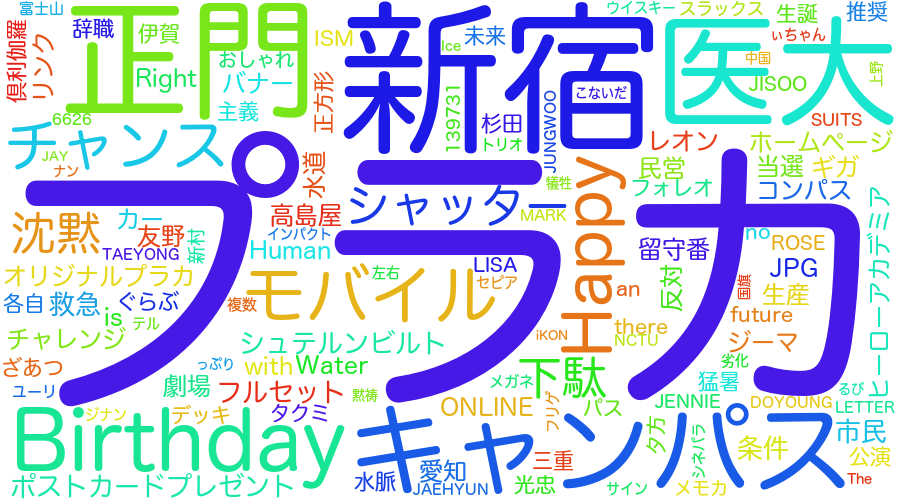 富士山
辞職
伊賀
ISM
未来
ウイスキー
スラックス
生誕
推奨
倶利伽羅
リンク
正門
Right
おしゃれ
バナー
主義
正方形
新宿
Ice
こないだ
医大
ぃちゃん
中国
JISOO
上野
SUITS
6626
チャンス
JAY
ナン
139731
杉田
トリオ
JUNGWOO
レオン
ホームページ
民営
当選
ギガ
フォレオ
コンパス
プラカ
水道
シャッター
犠牲
MARK
Happy
沈黙
カー
友野
新村
高島屋
インパクト
TAEYONG
Human
留守番
no
ROSE
ヒーローアカデミア
オリジナルプラカ
モバイル
左右
LISA
セピア
an
反対
JPG
国旗
生産
各自
救急
ぐらぶ
複数
is
テル
チャレンジ
シュテルンビルト
iKON
there
NCTU
future
ジーマ
ざあつ
っぷり
with
Water
下駄
劣化
猛暑
ユーリ
劇場
フルセット
黙祷
メガネ
パス
JENNIE
DOYOUNG
るび
LETTER
Birthday
ジナン
デッキ
タクミ
ONLINE
フリゲ
キャンパス
夕方
シネパラ
条件
市民
公演
ポストカードプレゼント
水脈
愛知
JAEHYUN
三重
光忠
サイン
メモカ
The